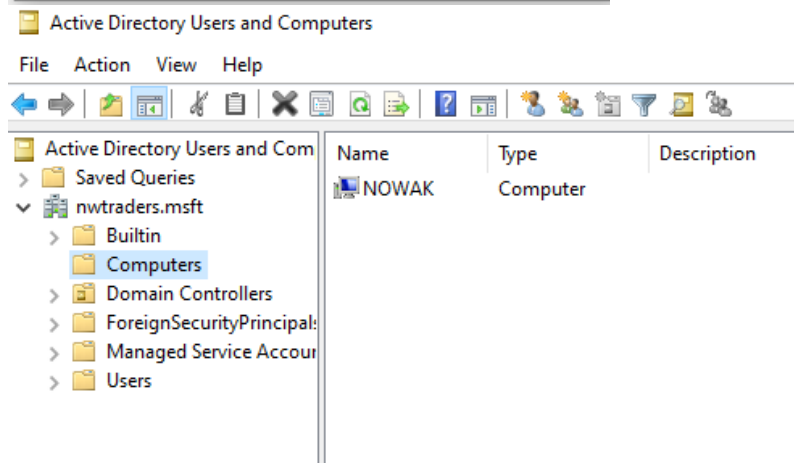 Active Directory Users and Computers
File Action View Help
Active Directory Users and Com
Saved Queries
nwtraders.msft
Builtin
Computers
Domain Controllers
ForeignSecurityPrincipals
Managed Service Accour
Users
Name Type Description
NOWAK Computer